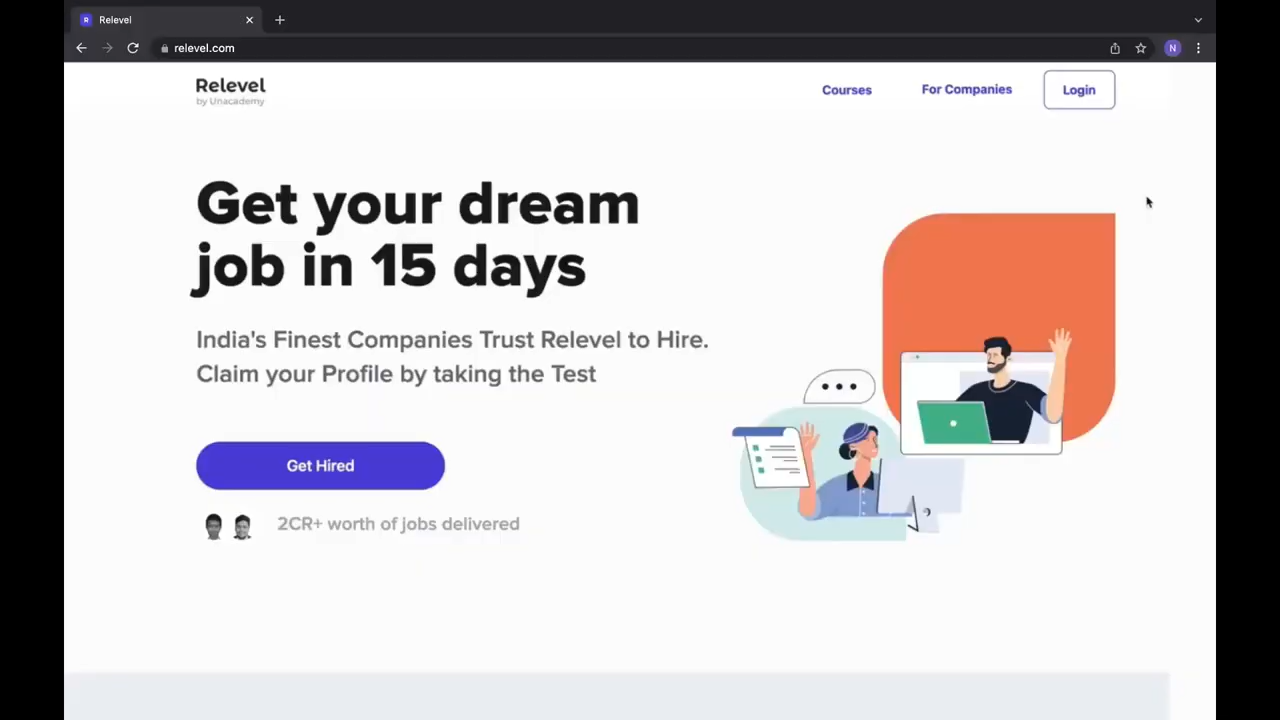 Relevel
relevel.com
N
Relevel
by Unacademy
Courses
For Companies
Login
Get your dream
job in 15 days
India's Finest Companies Trust Relevel to Hire.
Claim your Profile by taking the Test
Get Hired
2CR+ worth of jobs delivered